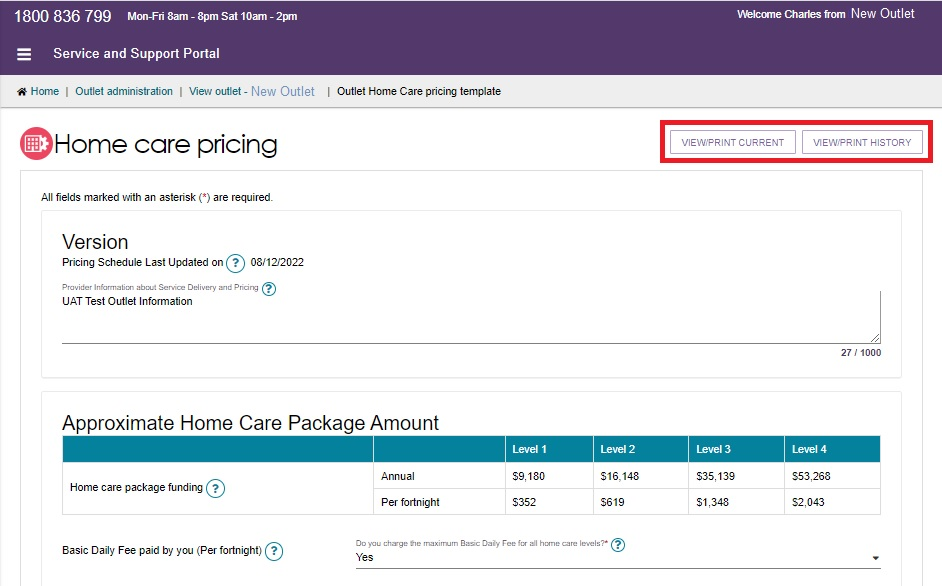 1800 836 799 Mon-Fri 8am - 8pm Sat 10am - 2pm Welcome Charles from New Outlet
Service and Support Portal
Home | Outlet administration | View outlet - New Outlet | Outlet Home Care pricing template
Home care pricing VIEW/PRINT CURRENT VIEW/PRINT HISTORY
All fields marked with an asterisk (*) are required.
Version
Pricing Schedule Last Updated on ? 08/12/2022
Provider Information about Service Delivery and Pricing ?
UAT Test Outlet Information
27 / 1000
Approximate Home Care Package Amount
Level 1 Level 2 Level 3 Level 4
Home care package funding ?
Annual $9,180 $16,148 $35,139 $53,268
Per fortnight $352 $619 $1,348 $2,043
Basic Daily Fee paid by you (Per fortnight) ?
Do you charge the maximum Basic Daily Fee for all home care levels?* ?
Yes